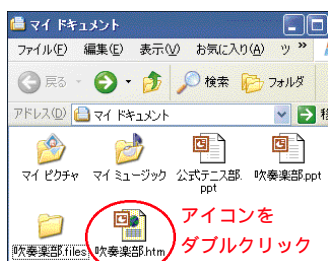 マイ ドキュメント
ファイル(F) 編集(E) 表示(V) お気に入り(A) ツ »
戻る 検索 フォルダ
アドレス(D) マイ ドキュメント
マイ ピクチャ マイ ミュージック 公式テニス部.ppt 吹奏楽部.ppt
吹奏楽部.files 吹奏楽部.htm
アイコンを
ダブルクリック